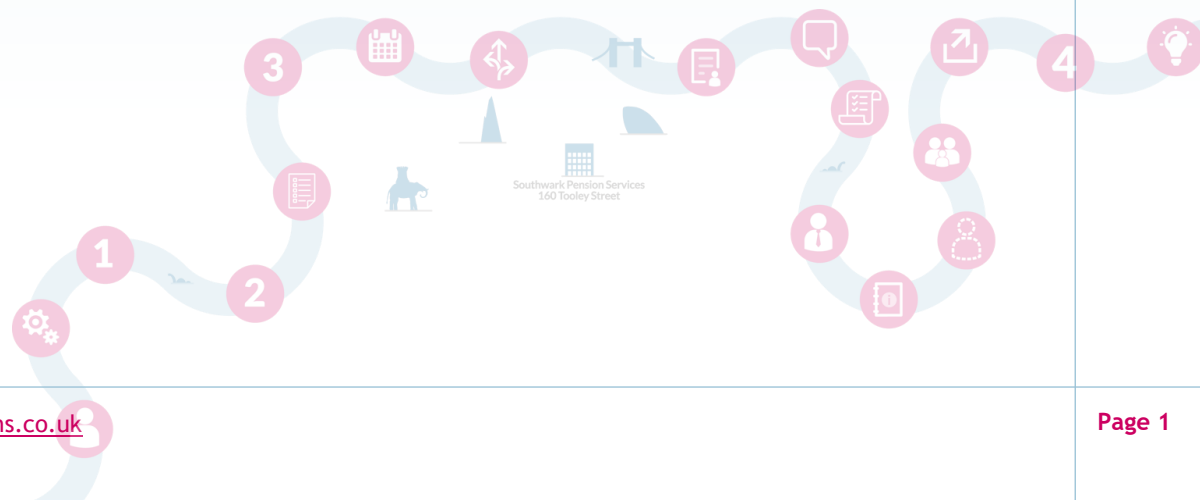 3
4
Southwark Pension Services
160 Tooley Street
1
2
ns.co.uk
Page 1